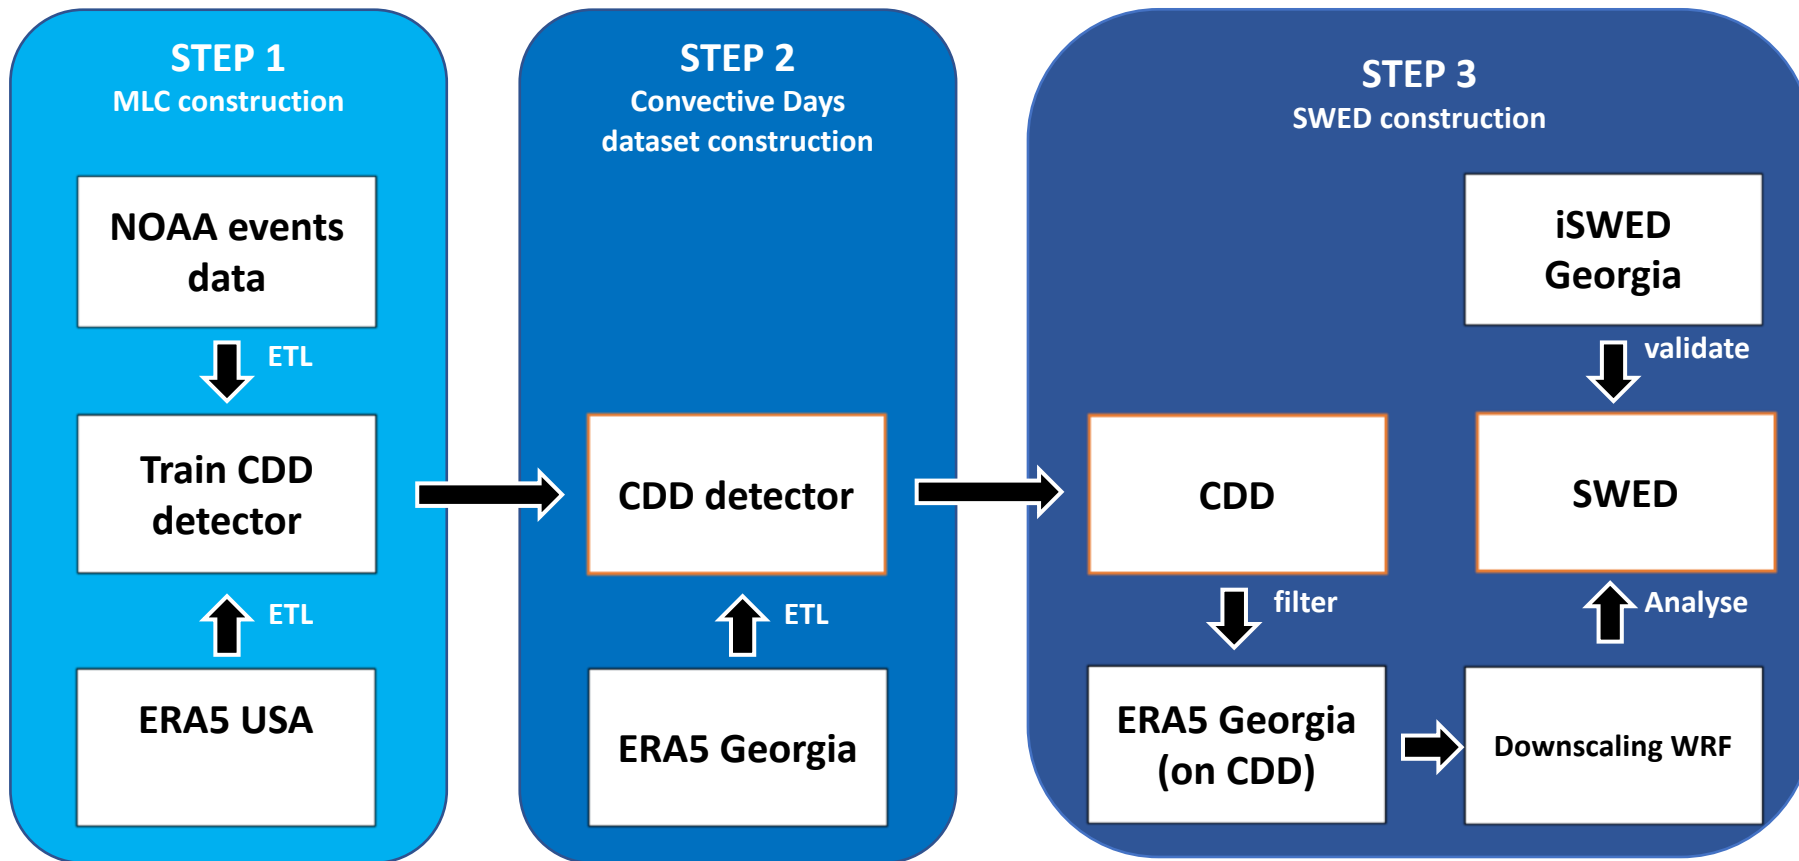 STEP 1
MLC construction
NOAA events
data
ETL
Train CDD
detector
ETL
ERA5 USA
STEP 2
Convective Days
dataset construction
CDD detector
ETL
ERA5 Georgia
STEP 3
SWED construction
iSWED
Georgia
validate
CDD
SWED
filter
Analyse
ERA5 Georgia
(on CDD)
Downscaling WRF